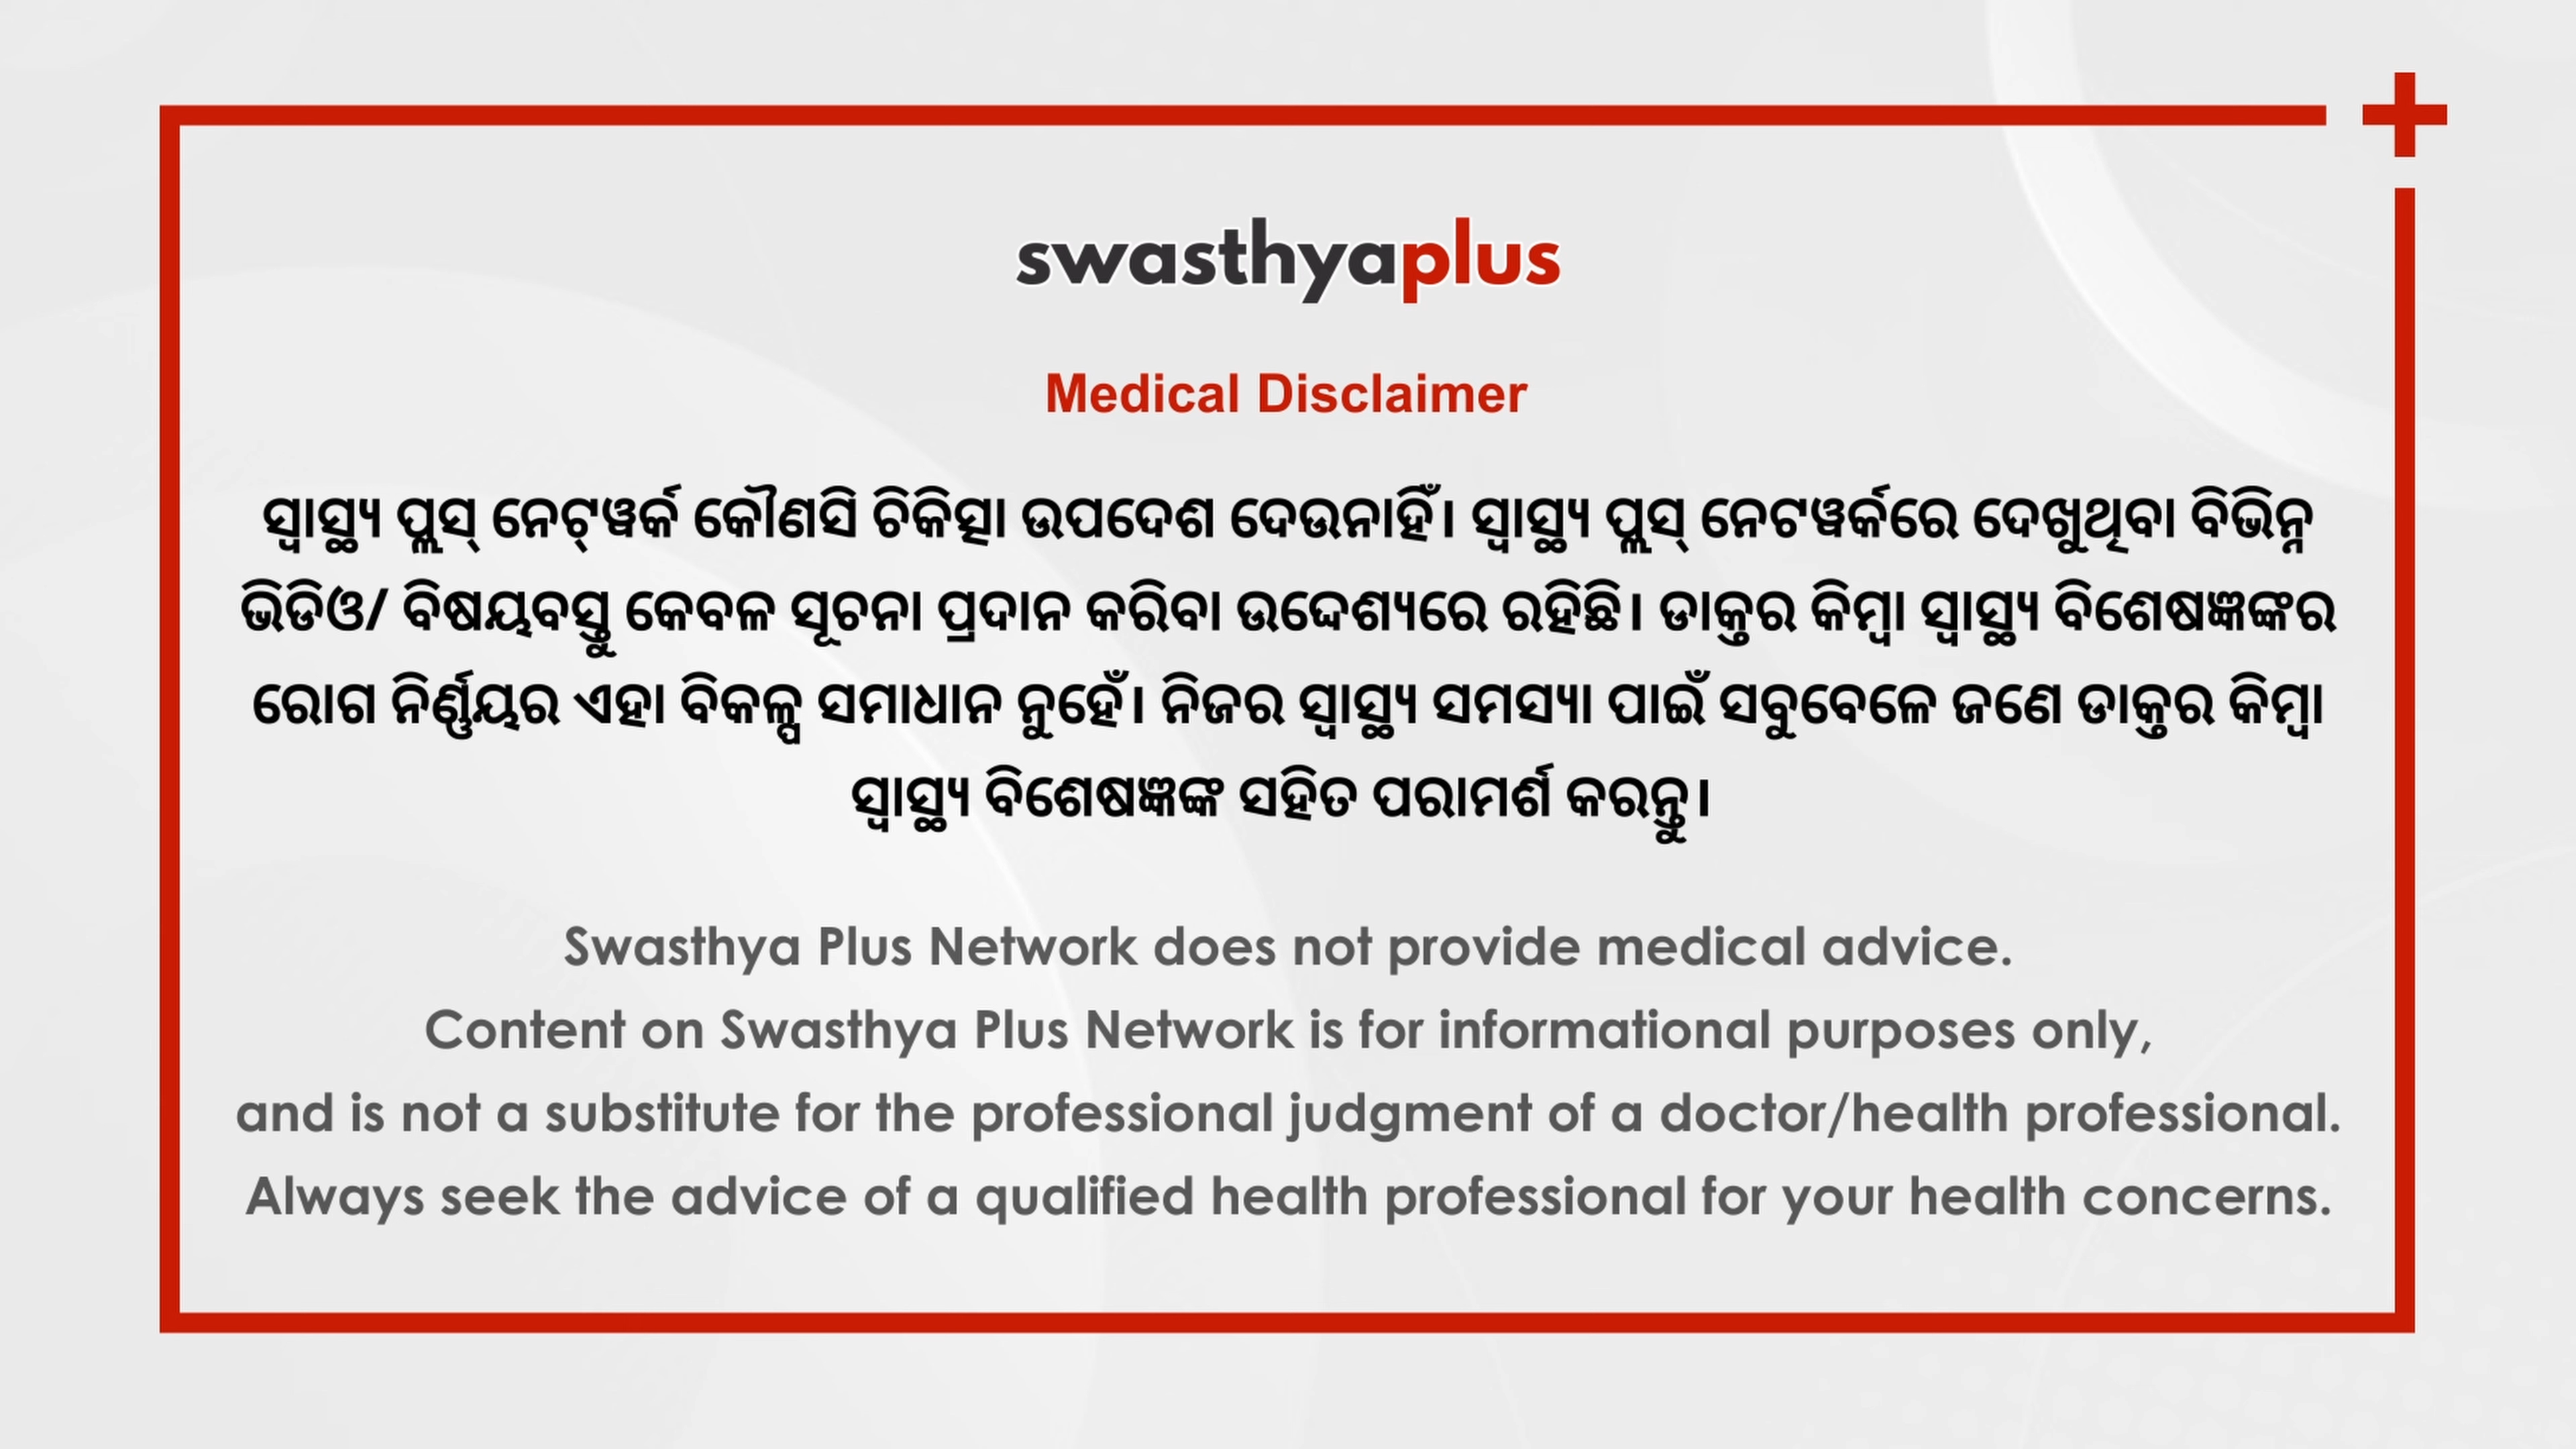 swasthyaplus
Medical Disclaimer
ସ୍ୱାସ୍ଥ୍ୟ ପ୍ଲସ୍ ନେଟ୍‌ୱର୍କ କୌଣସି ଚିକିତ୍ସା ଉପଦେଶ ଦେଉନାହିଁ। ସ୍ୱାସ୍ଥ୍ୟ ପ୍ଲସ୍ ନେଟୱର୍କରେ ଦେଖୁଥିବା ବିଭିନ୍ନ
ଭିଡିଓ/ ବିଷୟବସ୍ତୁ କେବଳ ସୂଚନା ପ୍ରଦାନ କରିବା ଉଦ୍ଦେଶ୍ୟରେ ରହିଛି। ଡାକ୍ତର କିମ୍ବା ସ୍ୱାସ୍ଥ୍ୟ ବିଶେଷଜ୍ଞଙ୍କର
ରୋଗ ନିର୍ଣ୍ଣୟର ଏହା ବିକଳ୍ପ ସମାଧାନ ନୁହେଁ। ନିଜର ସ୍ୱାସ୍ଥ୍ୟ ସମସ୍ୟା ପାଇଁ ସବୁବେଳେ ଜଣେ ଡାକ୍ତର କିମ୍ବା
ସ୍ୱାସ୍ଥ୍ୟ ବିଶେଷଜ୍ଞଙ୍କ ସହିତ ପରାମର୍ଶ କରନ୍ତୁ।
Swasthya Plus Network does not provide medical advice.
Content on Swasthya Plus Network is for informational purposes only,
and is not a substitute for the professional judgment of a doctor/health professional.
Always seek the advice of a qualified health professional for your health concerns.